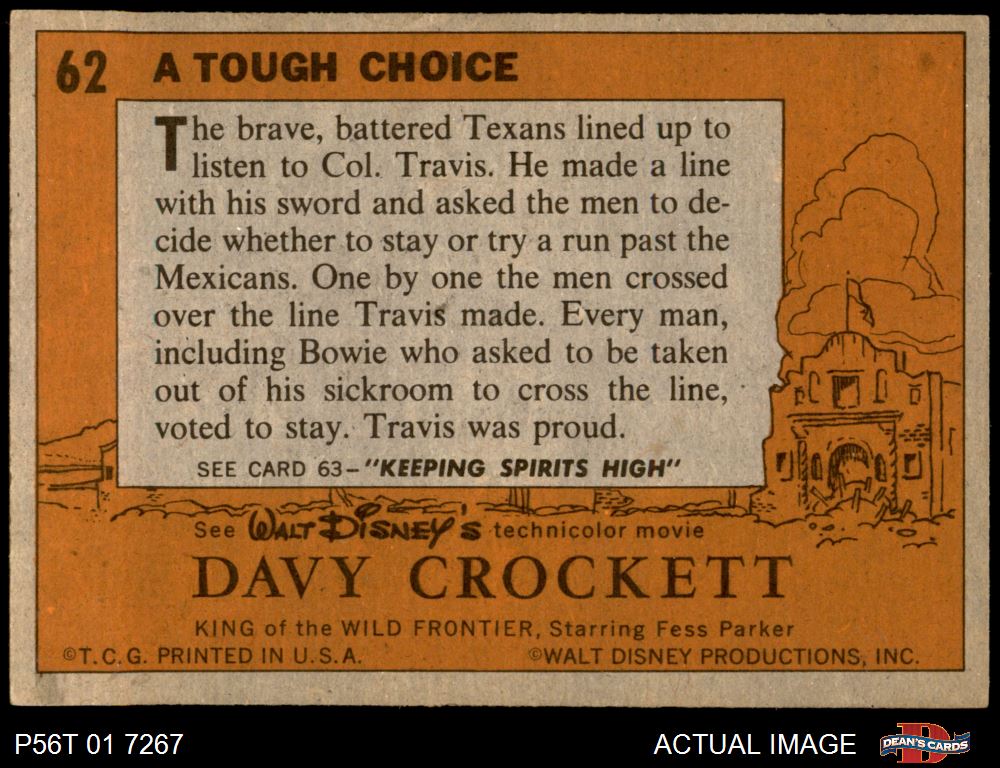 62 A TOUGH CHOICE
The brave, battered Texans lined up to
listen to Col. Travis. He made a line
with his sword and asked the men to de-
cide whether to stay or try a run past the
Mexicans. One by one the men crossed
over the line Travis made. Every man,
including Bowie who asked to be taken
out of his sickroom to cross the line,
voted to stay. Travis was proud.
SEE CARD 63-"KEEPING SPIRITS HIGH"
See WALT DISNEY'S technicolor movie
DAVY CROCKETT
KING of the WILD FRONTIER, Starring Fess Parker
©T.C.G. PRINTED IN U.S.A. ©WALT DISNEY PRODUCTIONS, INC.
P56T 01 7267 ACTUAL IMAGE D DEAN'S CARDS